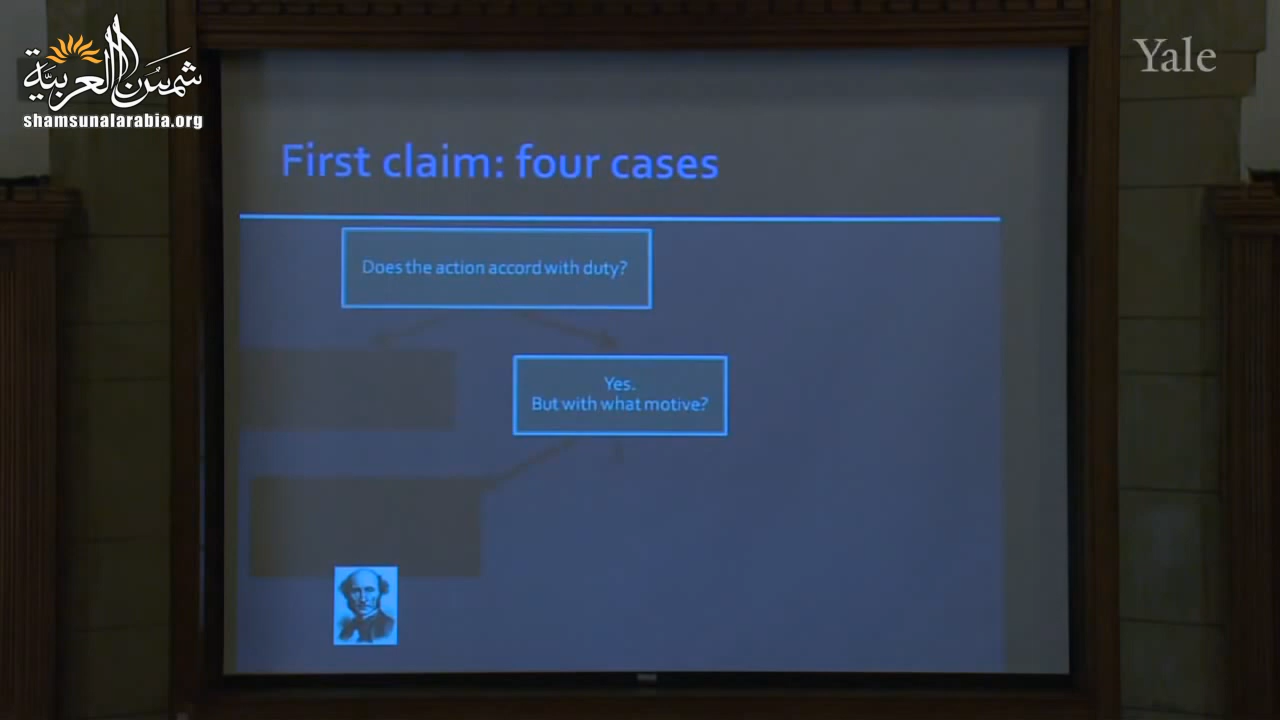 شمس العربية
shamsunalarabia.org
Yale
First claim: four cases
Does the action accord with duty?
Yes.
But with what motive?